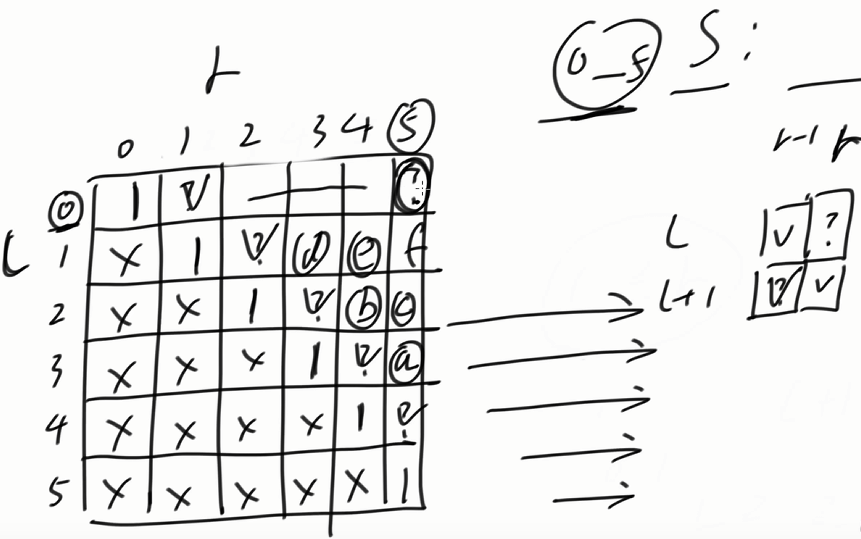 0_5 S:
r
0 1 2 3 4 5
r-1 r
0 1 ?
l 1 x 1 ? d e f
l v ?
2 x x 1 ? b c
l+1 ? v
3 x x x 1 ? a
4 x x x x 1 ?
5 x x x x x 1